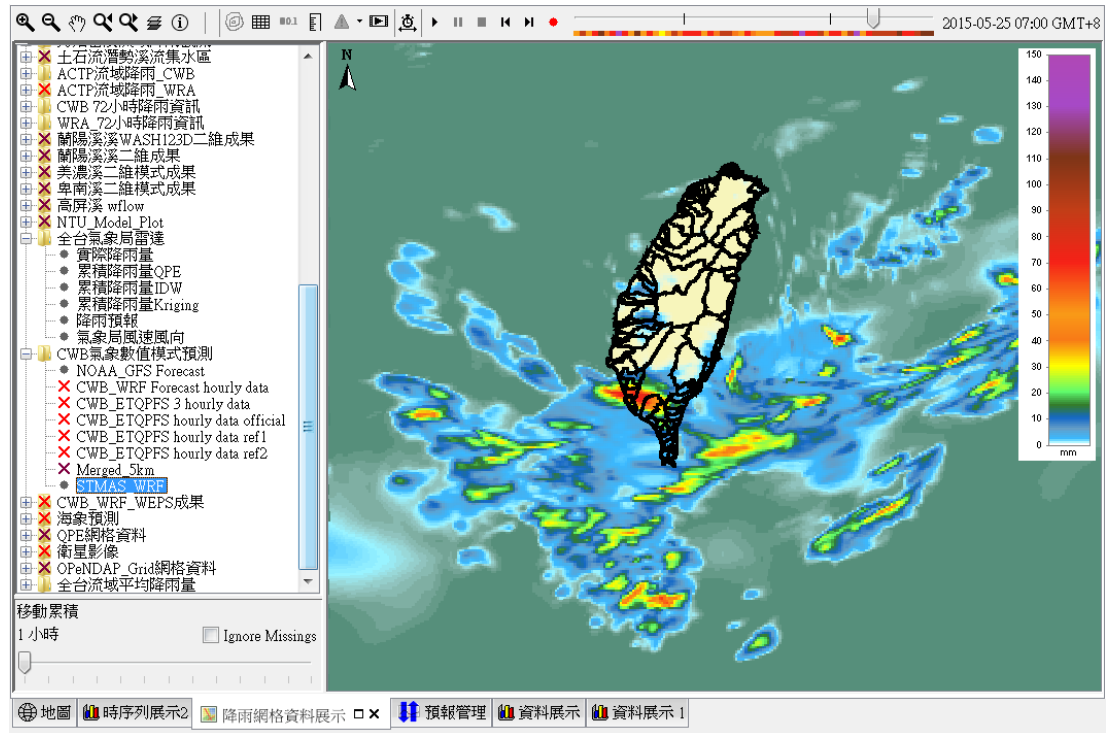 #0.1
2015-05-25 07:00 GMT+8
土石流潛勢溪流集水區
ACTP流域降雨_CWB
ACTP流域降雨_WRA
CWB 72小時降雨資訊
WRA_72小時降雨資訊
蘭陽溪溪WASH123D二維成果
蘭陽溪溪二維成果
美濃溪二維模式成果
卑南溪二維模式成果
高屏溪 wflow
NTU_Model_Plot
全台氣象局雷達
實際降雨量
累積降雨量QPE
累積降雨量IDW
累積降雨量Kriging
降雨預報
氣象局風速風向
CWB氣象數值模式預測
NOAA_GFS Forecast
CWB_WRF Forecast hourly data
CWB_ETQPFS 3 hourly data
CWB_ETQPFS hourly data official
CWB_ETQPFS hourly data ref1
CWB_ETQPFS hourly data ref2
Merged_5km
STMAS_WRF
CWB_WRF_WEPS成果
海象預測
QPE網格資料
衛星影像
OPeNDAP_Grid網格資料
全台流域平均降雨量
移動累積
1 小時
Ignore Missings
N
150
140
130
120
110
100
90
80
70
60
50
40
30
20
10
0
mm
地圖
時序列展示2
降雨網格資料展示
預報管理
資料展示
資料展示 1